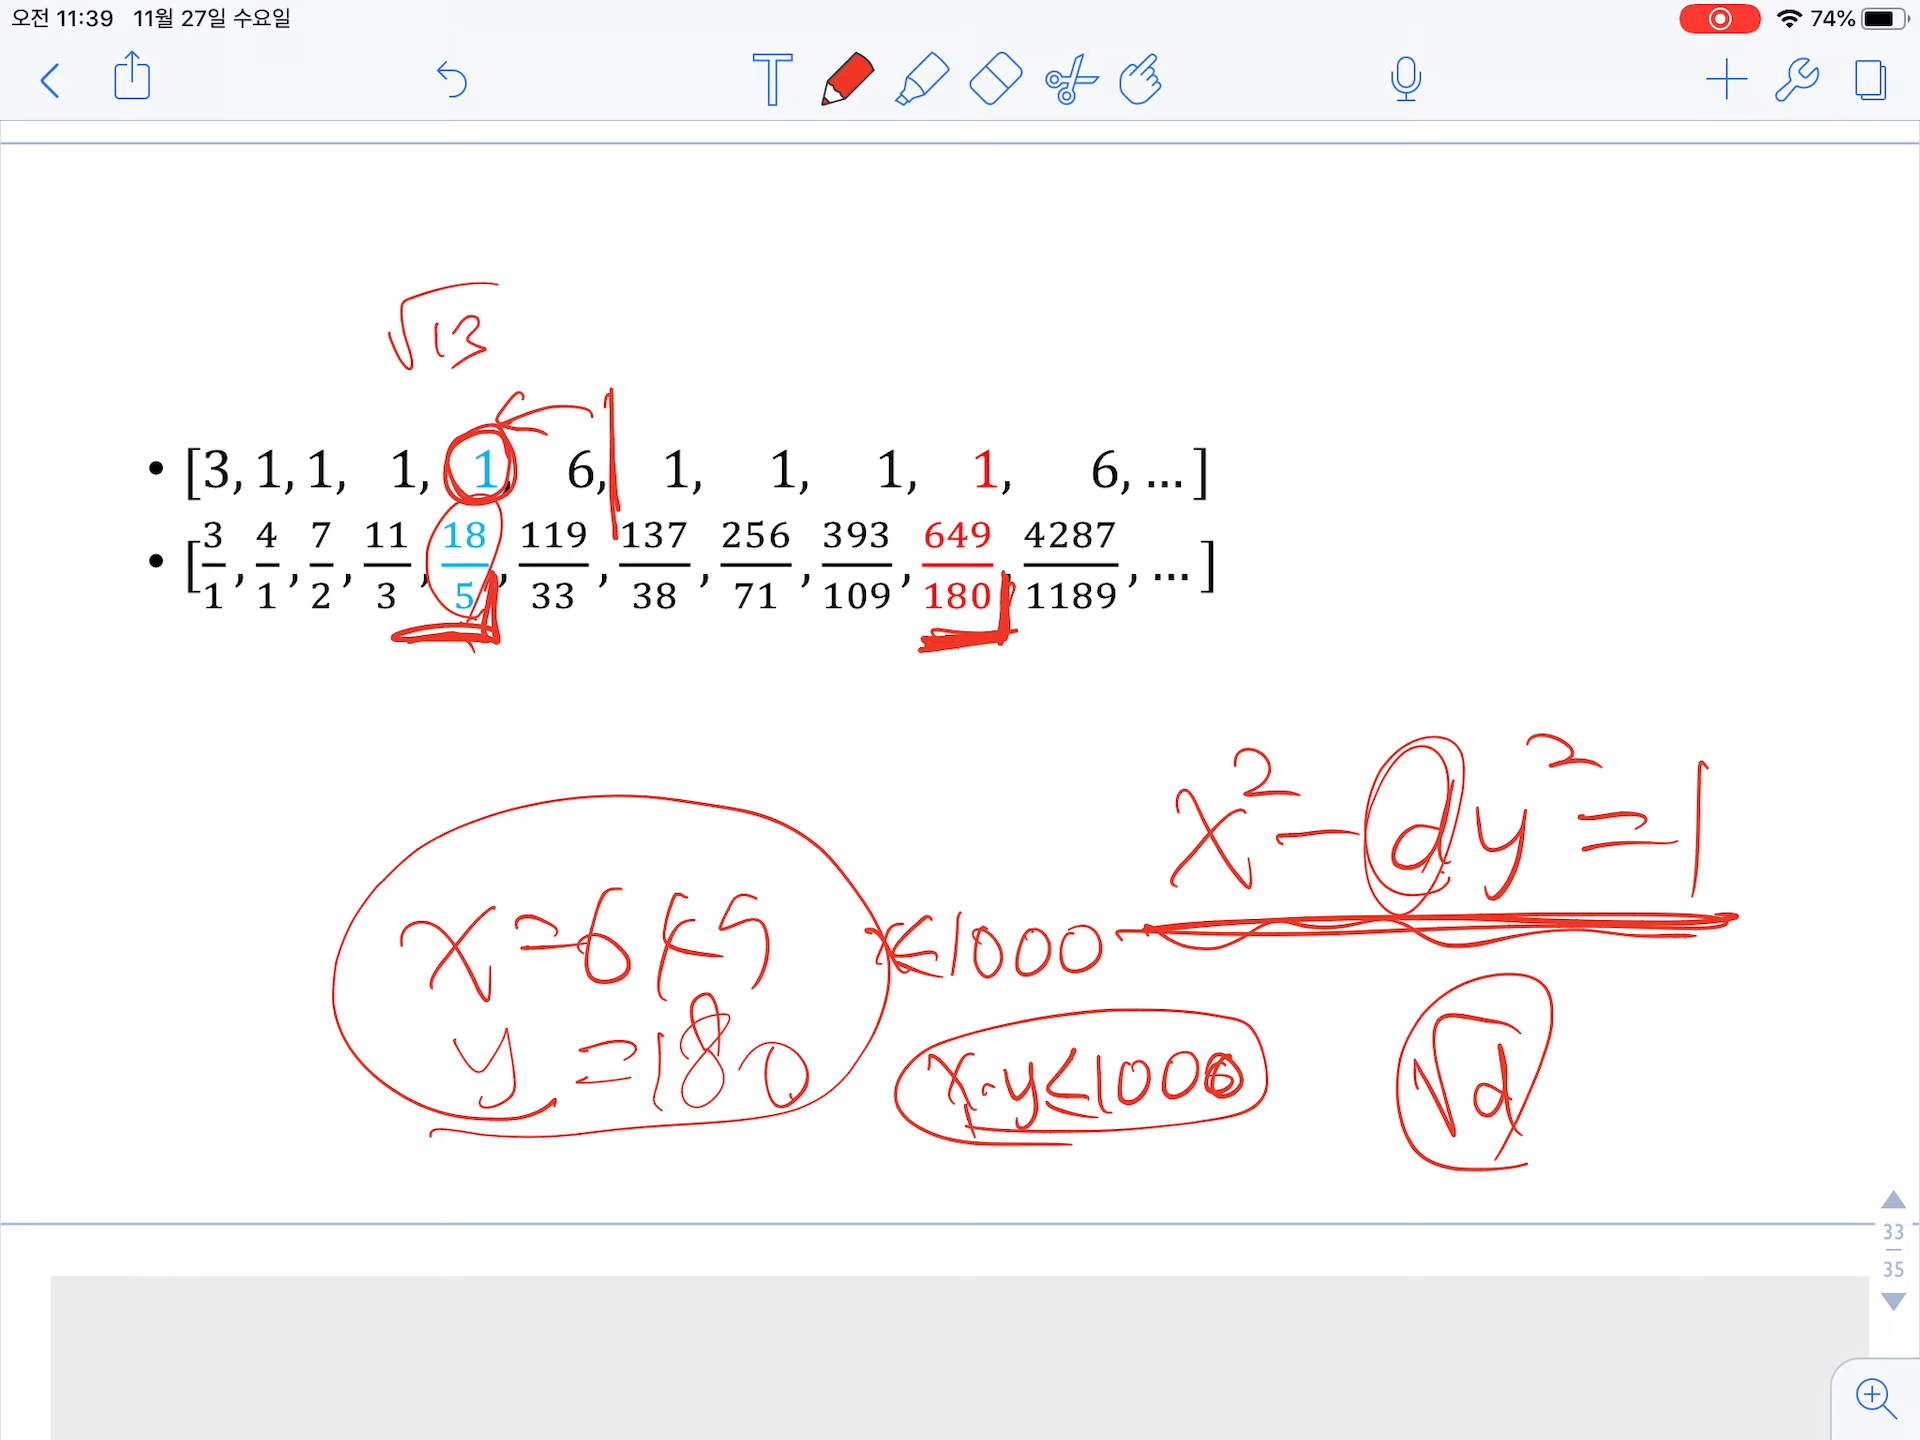 오전 11:39 11월 27일 수요일
74%
T
√13
• [3, 1, 1, 1, 1, 6, 1, 1, 1, 1, 6, ...]
• [3/1, 4/1, 7/2, 11/3, 18/5, 119/33, 137/38, 256/71, 393/109, 649/180, 4287/1189, ...]
x² - dy² = 1
x = 649
x ≤ 1000
y = 180
x, y ≤ 1000
√d
33
35